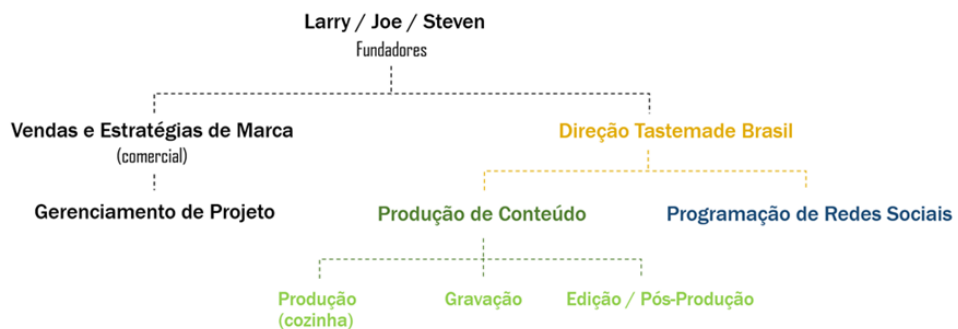 Larry / Joe / Steven
Fundadores
Vendas e Estratégias de Marca
(comercial)
Direção Tastemade Brasil
Gerenciamento de Projeto
Produção de Conteúdo
Programação de Redes Sociais
Produção
(cozinha)
Gravação
Edição / Pós-Produção